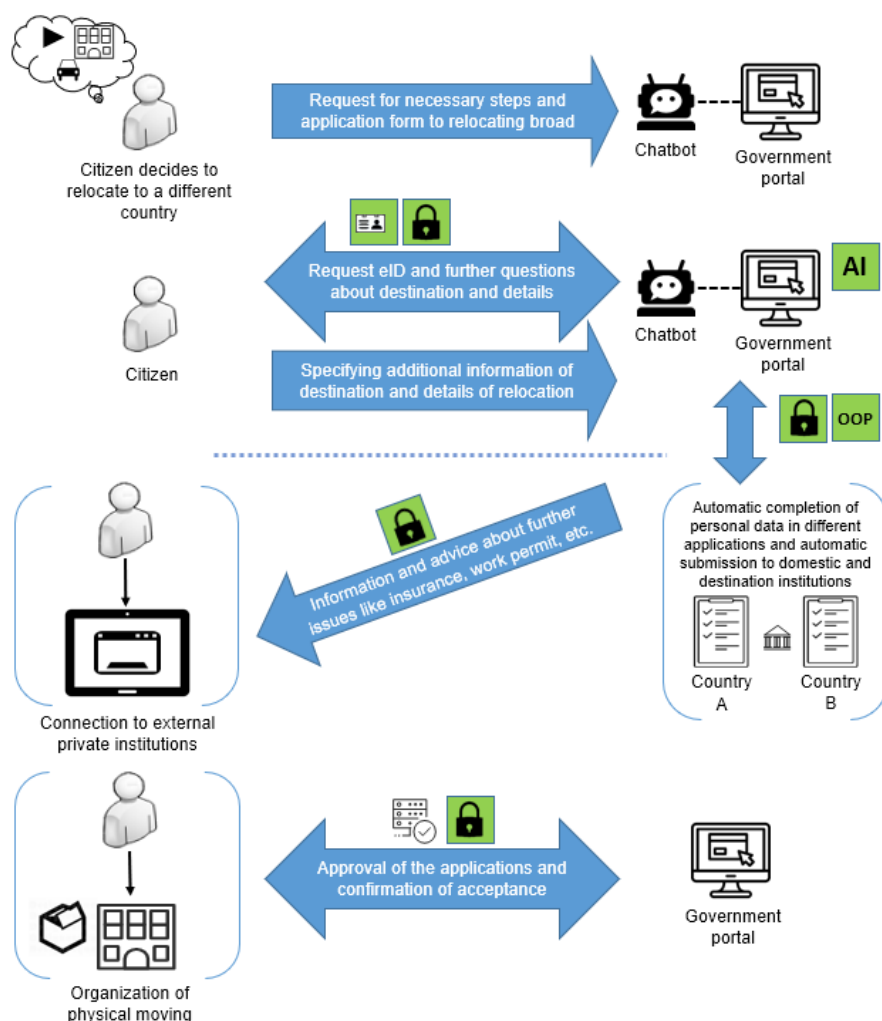 Request for necessary steps and
application form to relocating broad
Chatbot
Government
portal
Citizen decides to
relocate to a different
country
Request eID and further questions
about destination and details
AI
Chatbot
Government
portal
Citizen
Specifying additional information of
destination and details of relocation
OOP
Automatic completion of
personal data in different
applications and automatic
submission to domestic and
destination institutions
Country
A
Country
B
Information and advice about further
issues like insurance, work permit, etc.
Connection to external
private institutions
Approval of the applications and
confirmation of acceptance
Government
portal
Organization of
physical moving